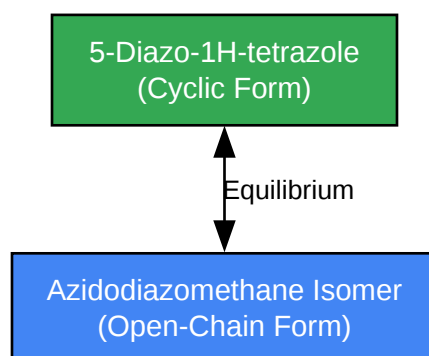 5-Diazo-1H-tetrazole
(Cyclic Form)
Equilibrium
Azidodiazomethane Isomer
(Open-Chain Form)